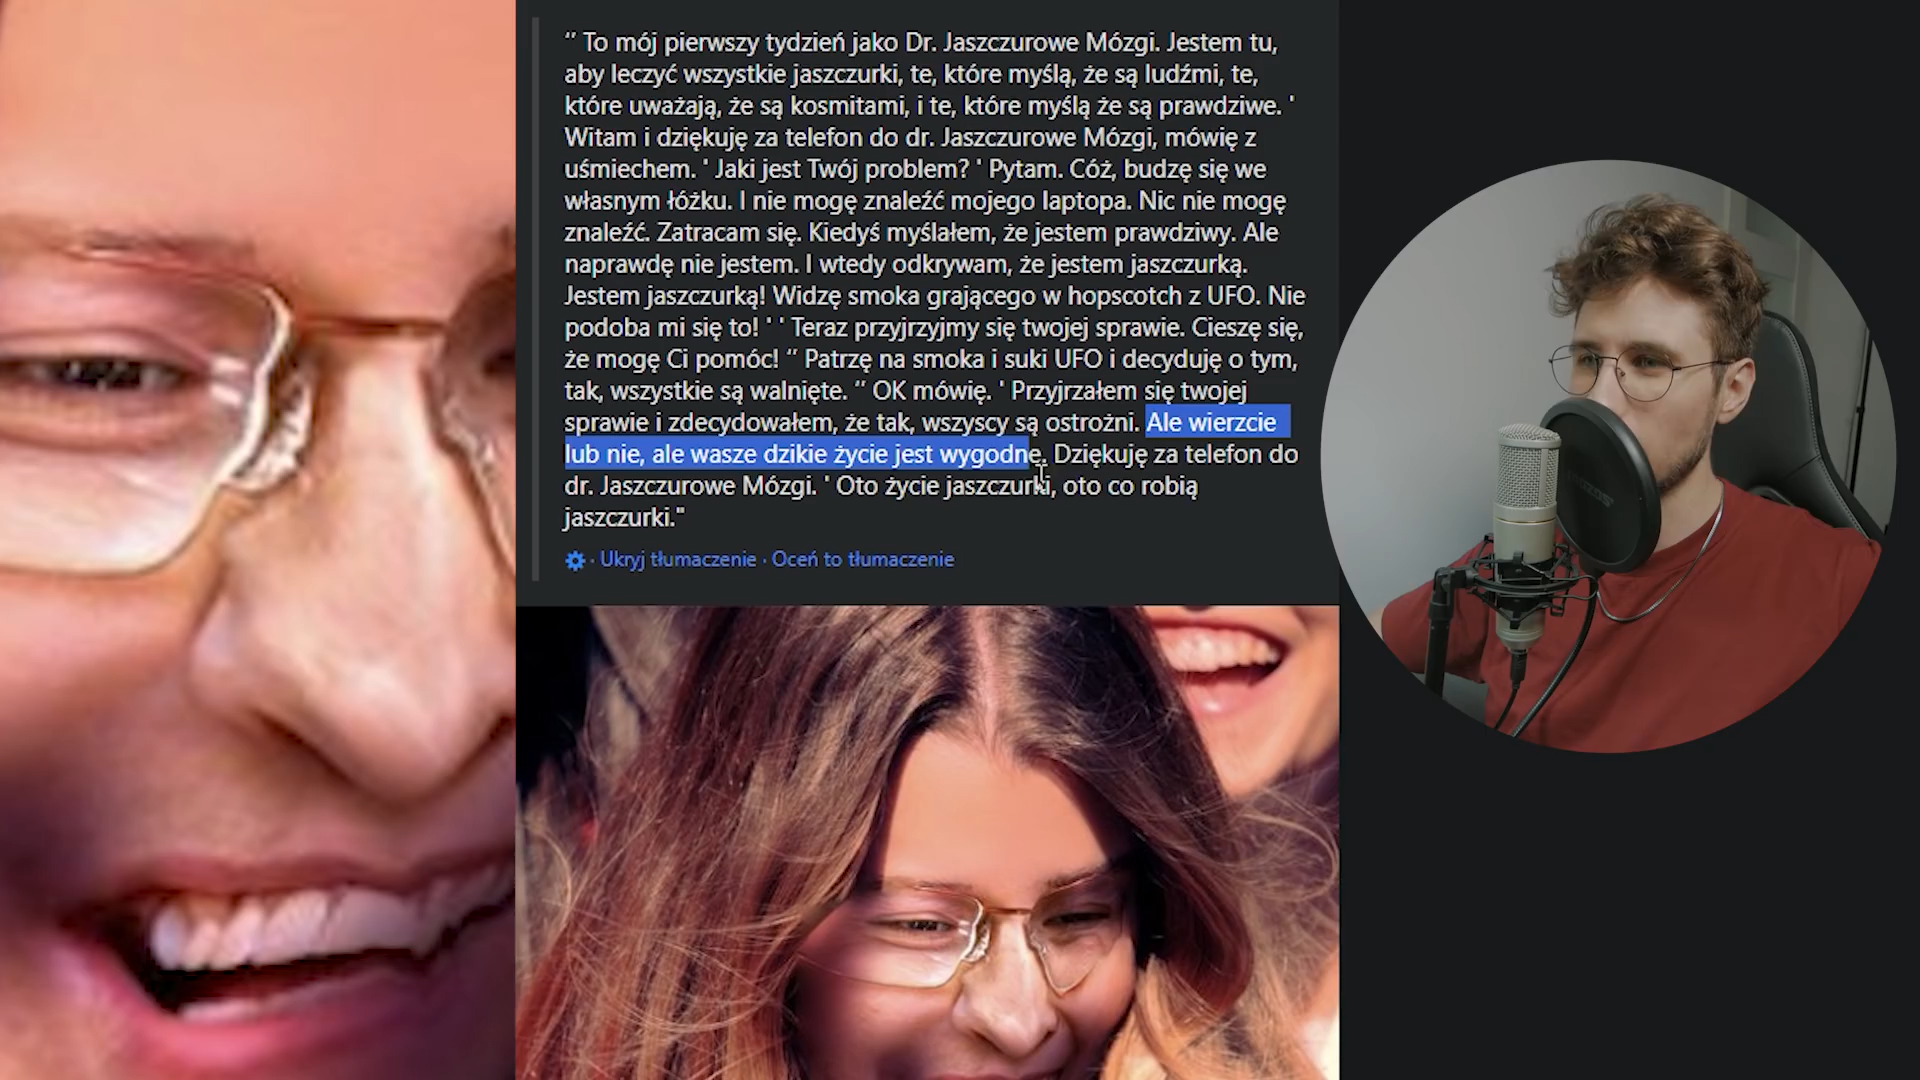 “ To mój pierwszy tydzień jako Dr. Jaszczurowe Mózgi. Jestem tu,
aby leczyć wszystkie jaszczurki, te, które myślą, że są ludźmi, te,
które uważają, że są kosmitami, i te, które myślą że są prawdziwe. '
Witam i dziękuję za telefon do dr. Jaszczurowe Mózgi, mówię z
uśmiechem. ' Jaki jest Twój problem? ' Pytam. Cóż, budzę się we
własnym łóżku. I nie mogę znaleźć mojego laptopa. Nic nie mogę
znaleźć. Zatracam się. Kiedyś myślałem, że jestem prawdziwy. Ale
naprawdę nie jestem. I wtedy odkrywam, że jestem jaszczurką.
Jestem jaszczurką! Widzę smoka grającego w hopscotch z UFO. Nie
podoba mi się to! ' ' Teraz przyjrzyjmy się twojej sprawie. Cieszę się,
że mogę Ci pomóc! “ Patrzę na smoka i suki UFO i decyduję o tym,
tak, wszystkie są walnięte. “ OK mówię. ' Przyjrzałem się twojej
sprawie i zdecydowałem, że tak, wszyscy są ostrożni. Ale wierzcie
lub nie, ale wasze dzikie życie jest wygodne. Dziękuję za telefon do
dr. Jaszczurowe Mózgi. ' Oto życie jaszczurki, oto co robią
jaszczurki."
· Ukryj tłumaczenie · Oceń to tłumaczenie